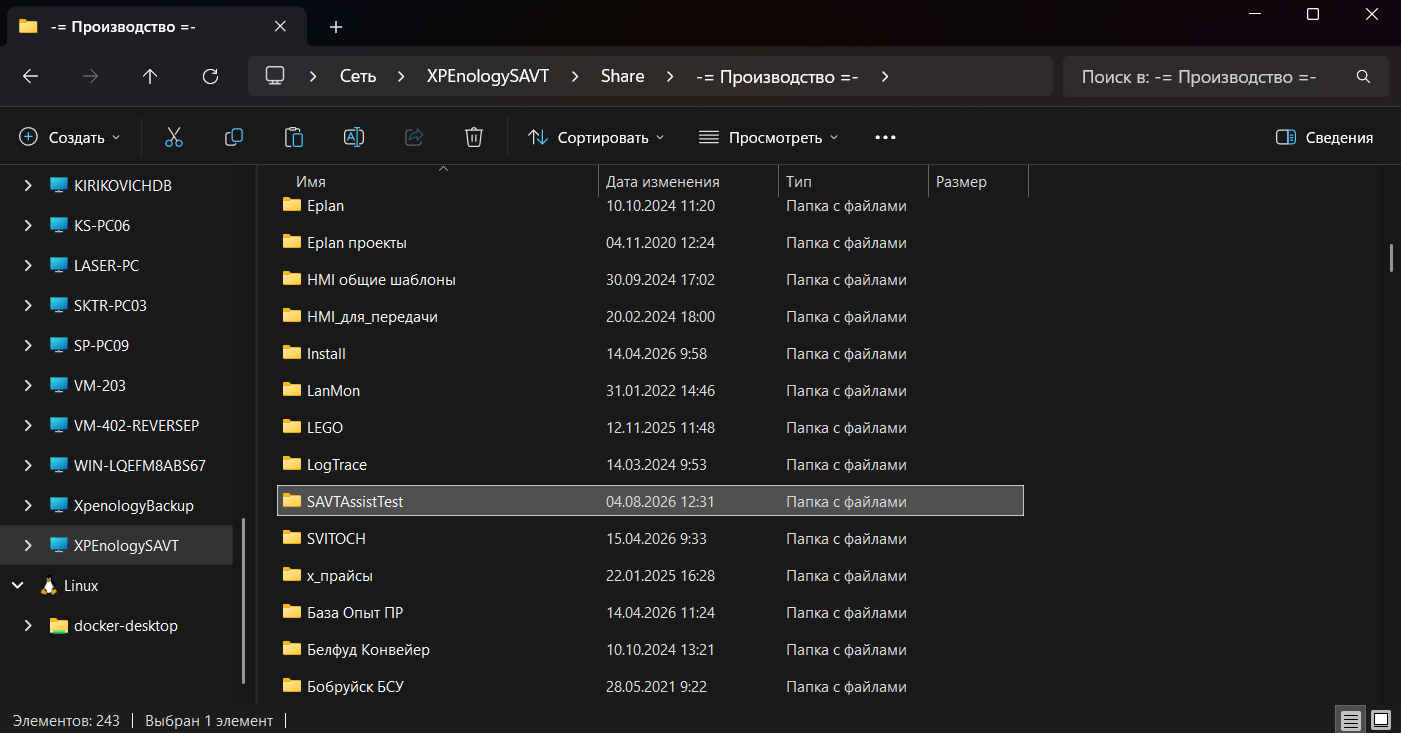 -= Производство =-
Сеть > XPEnologySAVT > Share > -= Производство =- >
Поиск в: -= Производство =-
Создать
Сортировать
Просмотреть
Сведения
KIRIKOVICHDB
KS-PC06
LASER-PC
SKTR-PC03
SP-PC09
VM-203
VM-402-REVERSEP
WIN-LQEFM8ABS67
XpenologyBackup
XPEnologySAVT
Linux
docker-desktop
Имя Дата изменения Тип Размер
Eplan 10.10.2024 11:20 Папка с файлами
Eplan проекты 04.11.2020 12:24 Папка с файлами
HMI общие шаблоны 30.09.2024 17:02 Папка с файлами
HMI_для_передачи 20.02.2024 18:00 Папка с файлами
Install 14.04.2026 9:58 Папка с файлами
LanMon 31.01.2022 14:46 Папка с файлами
LEGO 12.11.2025 11:48 Папка с файлами
LogTrace 14.03.2024 9:53 Папка с файлами
SAVTAssistTest 04.08.2026 12:31 Папка с файлами
SVITOCH 15.04.2026 9:33 Папка с файлами
x_прайсы 22.01.2025 16:28 Папка с файлами
База Опыт ПР 14.04.2026 11:24 Папка с файлами
Белфуд Конвейер 10.10.2024 13:21 Папка с файлами
Бобруйск БСУ 28.05.2021 9:22 Папка с файлами
Элементов: 243 Выбран 1 элемент